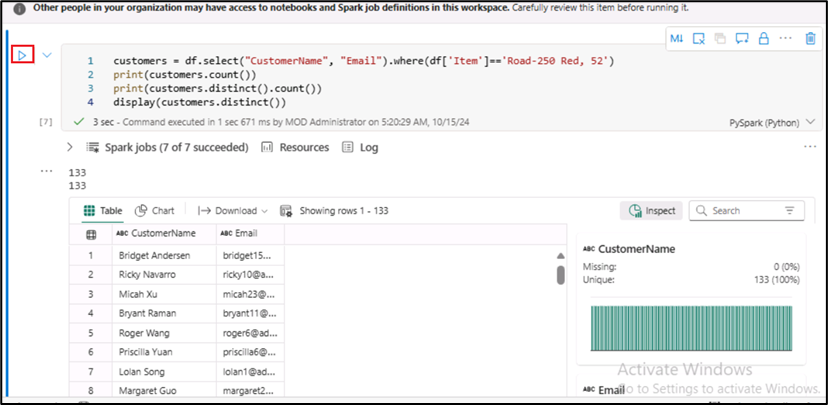 Other people in your organization may have access to notebooks and Spark job definitions in this workspace. Carefully review this item before running it.
M↓
1 customers = df.select("CustomerName", "Email").where(df['Item']=='Road-250 Red, 52')
2 print(customers.count())
3 print(customers.distinct().count())
4 display(customers.distinct())
[7] 3 sec - Command executed in 1 sec 671 ms by MOD Administrator on 5:20:29 AM, 10/15/24 PySpark (Python)
Spark jobs (7 of 7 succeeded) Resources Log
133
133
Table Chart Download Showing rows 1 - 133 Inspect Search
ABC CustomerName ABC Email
1 Bridget Andersen bridget15...
2 Ricky Navarro ricky10@a...
3 Micah Xu micah23@...
4 Bryant Raman bryant11@...
5 Roger Wang roger6@ad...
6 Priscilla Yuan priscilla6@...
7 Lolan Song lolan1@adv...
8 Margaret Guo margaret2...
ABC CustomerName
Missing: 0 (0%)
Unique: 133 (100%)
ABC Email
Activate Windows
Go to Settings to activate Windows.